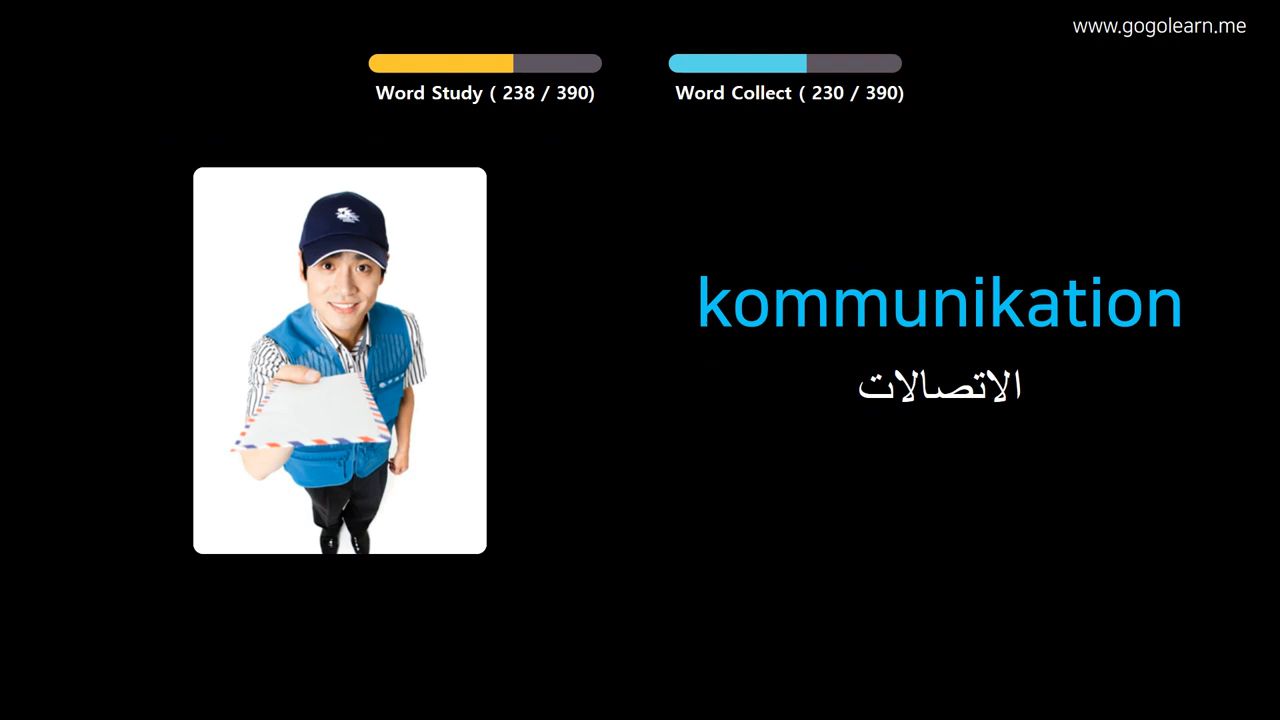 www.gogolearn.me
Word Study ( 238 / 390)
Word Collect ( 230 / 390)
kommunikation
الاتصالات